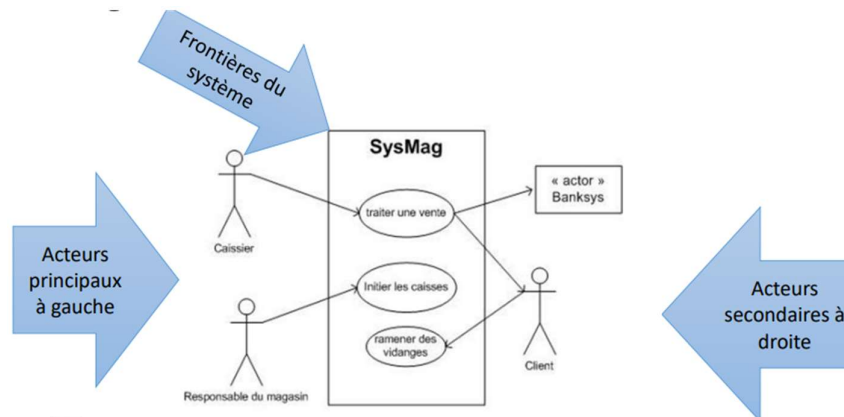 Frontières du
système
SysMag
« actor »
Banksys
traiter une vente
Caissier
Acteurs
principaux
à gauche
Initier les caisses
Acteurs
secondaires à
droite
ramener des
vidanges
Client
Responsable du magasin